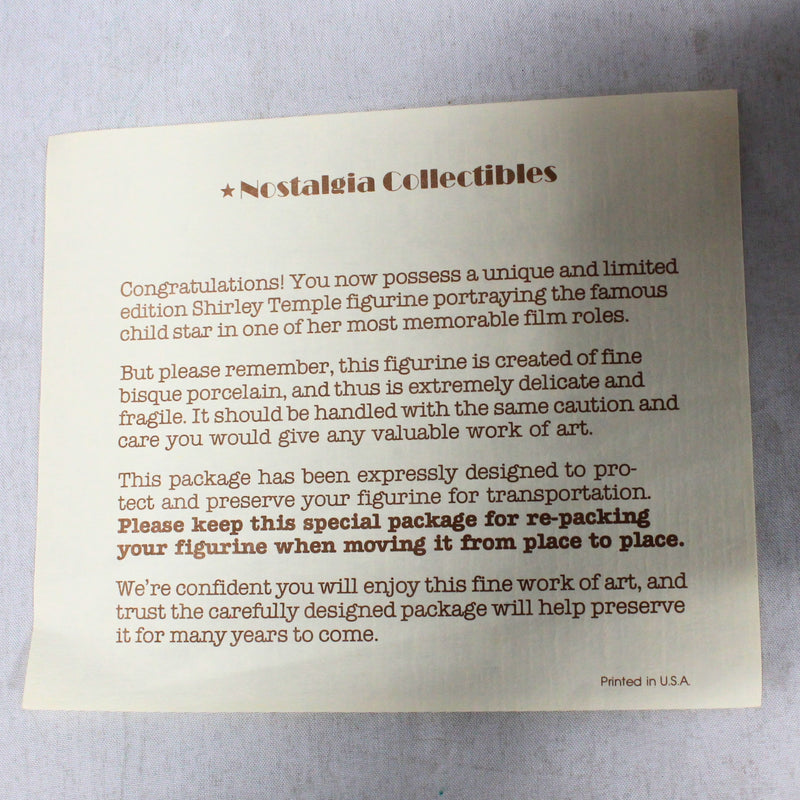 ★Nostalgia Collectibles
Congratulations! You now possess a unique and limited
edition Shirley Temple figurine portraying the famous
child star in one of her most memorable film roles.
But please remember, this figurine is created of fine
bisque porcelain, and thus is extremely delicate and
fragile. It should be handled with the same caution and
care you would give any valuable work of art.
This package has been expressly designed to pro-
tect and preserve your figurine for transportation.
Please keep this special package for re-packing
your figurine when moving it from place to place.
We're confident you will enjoy this fine work of art, and
trust the carefully designed package will help preserve
it for many years to come.
Printed in U.S.A.